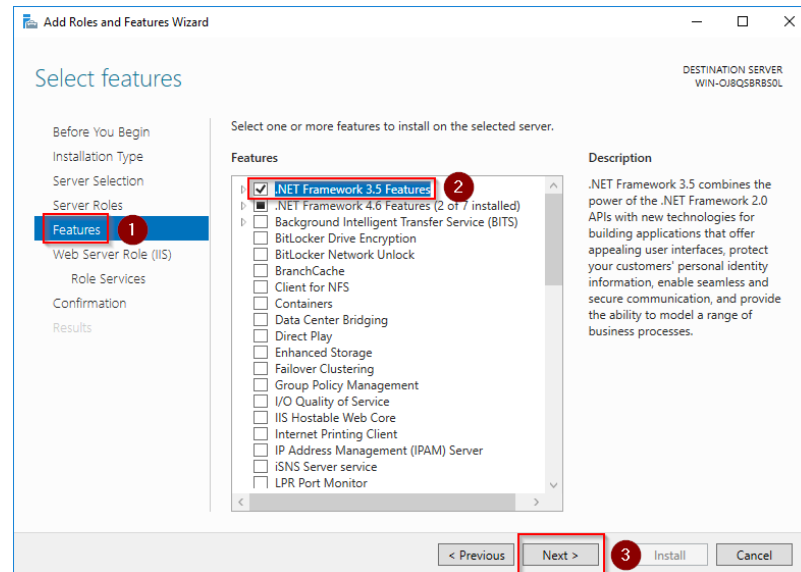 Add Roles and Features Wizard
Select features
DESTINATION SERVER
WIN-OJ8QSBRBS0L
Before You Begin
Installation Type
Server Selection
Server Roles
Features
1
Web Server Role (IIS)
Role Services
Confirmation
Results
Select one or more features to install on the selected server.
Features
.NET Framework 3.5 Features
2
.NET Framework 4.6 Features (2 of 7 installed)
Background Intelligent Transfer Service (BITS)
BitLocker Drive Encryption
BitLocker Network Unlock
BranchCache
Client for NFS
Containers
Data Center Bridging
Direct Play
Enhanced Storage
Failover Clustering
Group Policy Management
I/O Quality of Service
IIS Hostable Web Core
Internet Printing Client
IP Address Management (IPAM) Server
iSNS Server service
LPR Port Monitor
Description
.NET Framework 3.5 combines the
power of the .NET Framework 2.0
APIs with new technologies for
building applications that offer
appealing user interfaces, protect
your customers' personal identity
information, enable seamless and
secure communication, and provide
the ability to model a range of
business processes.
< Previous
Next >
3
Install
Cancel